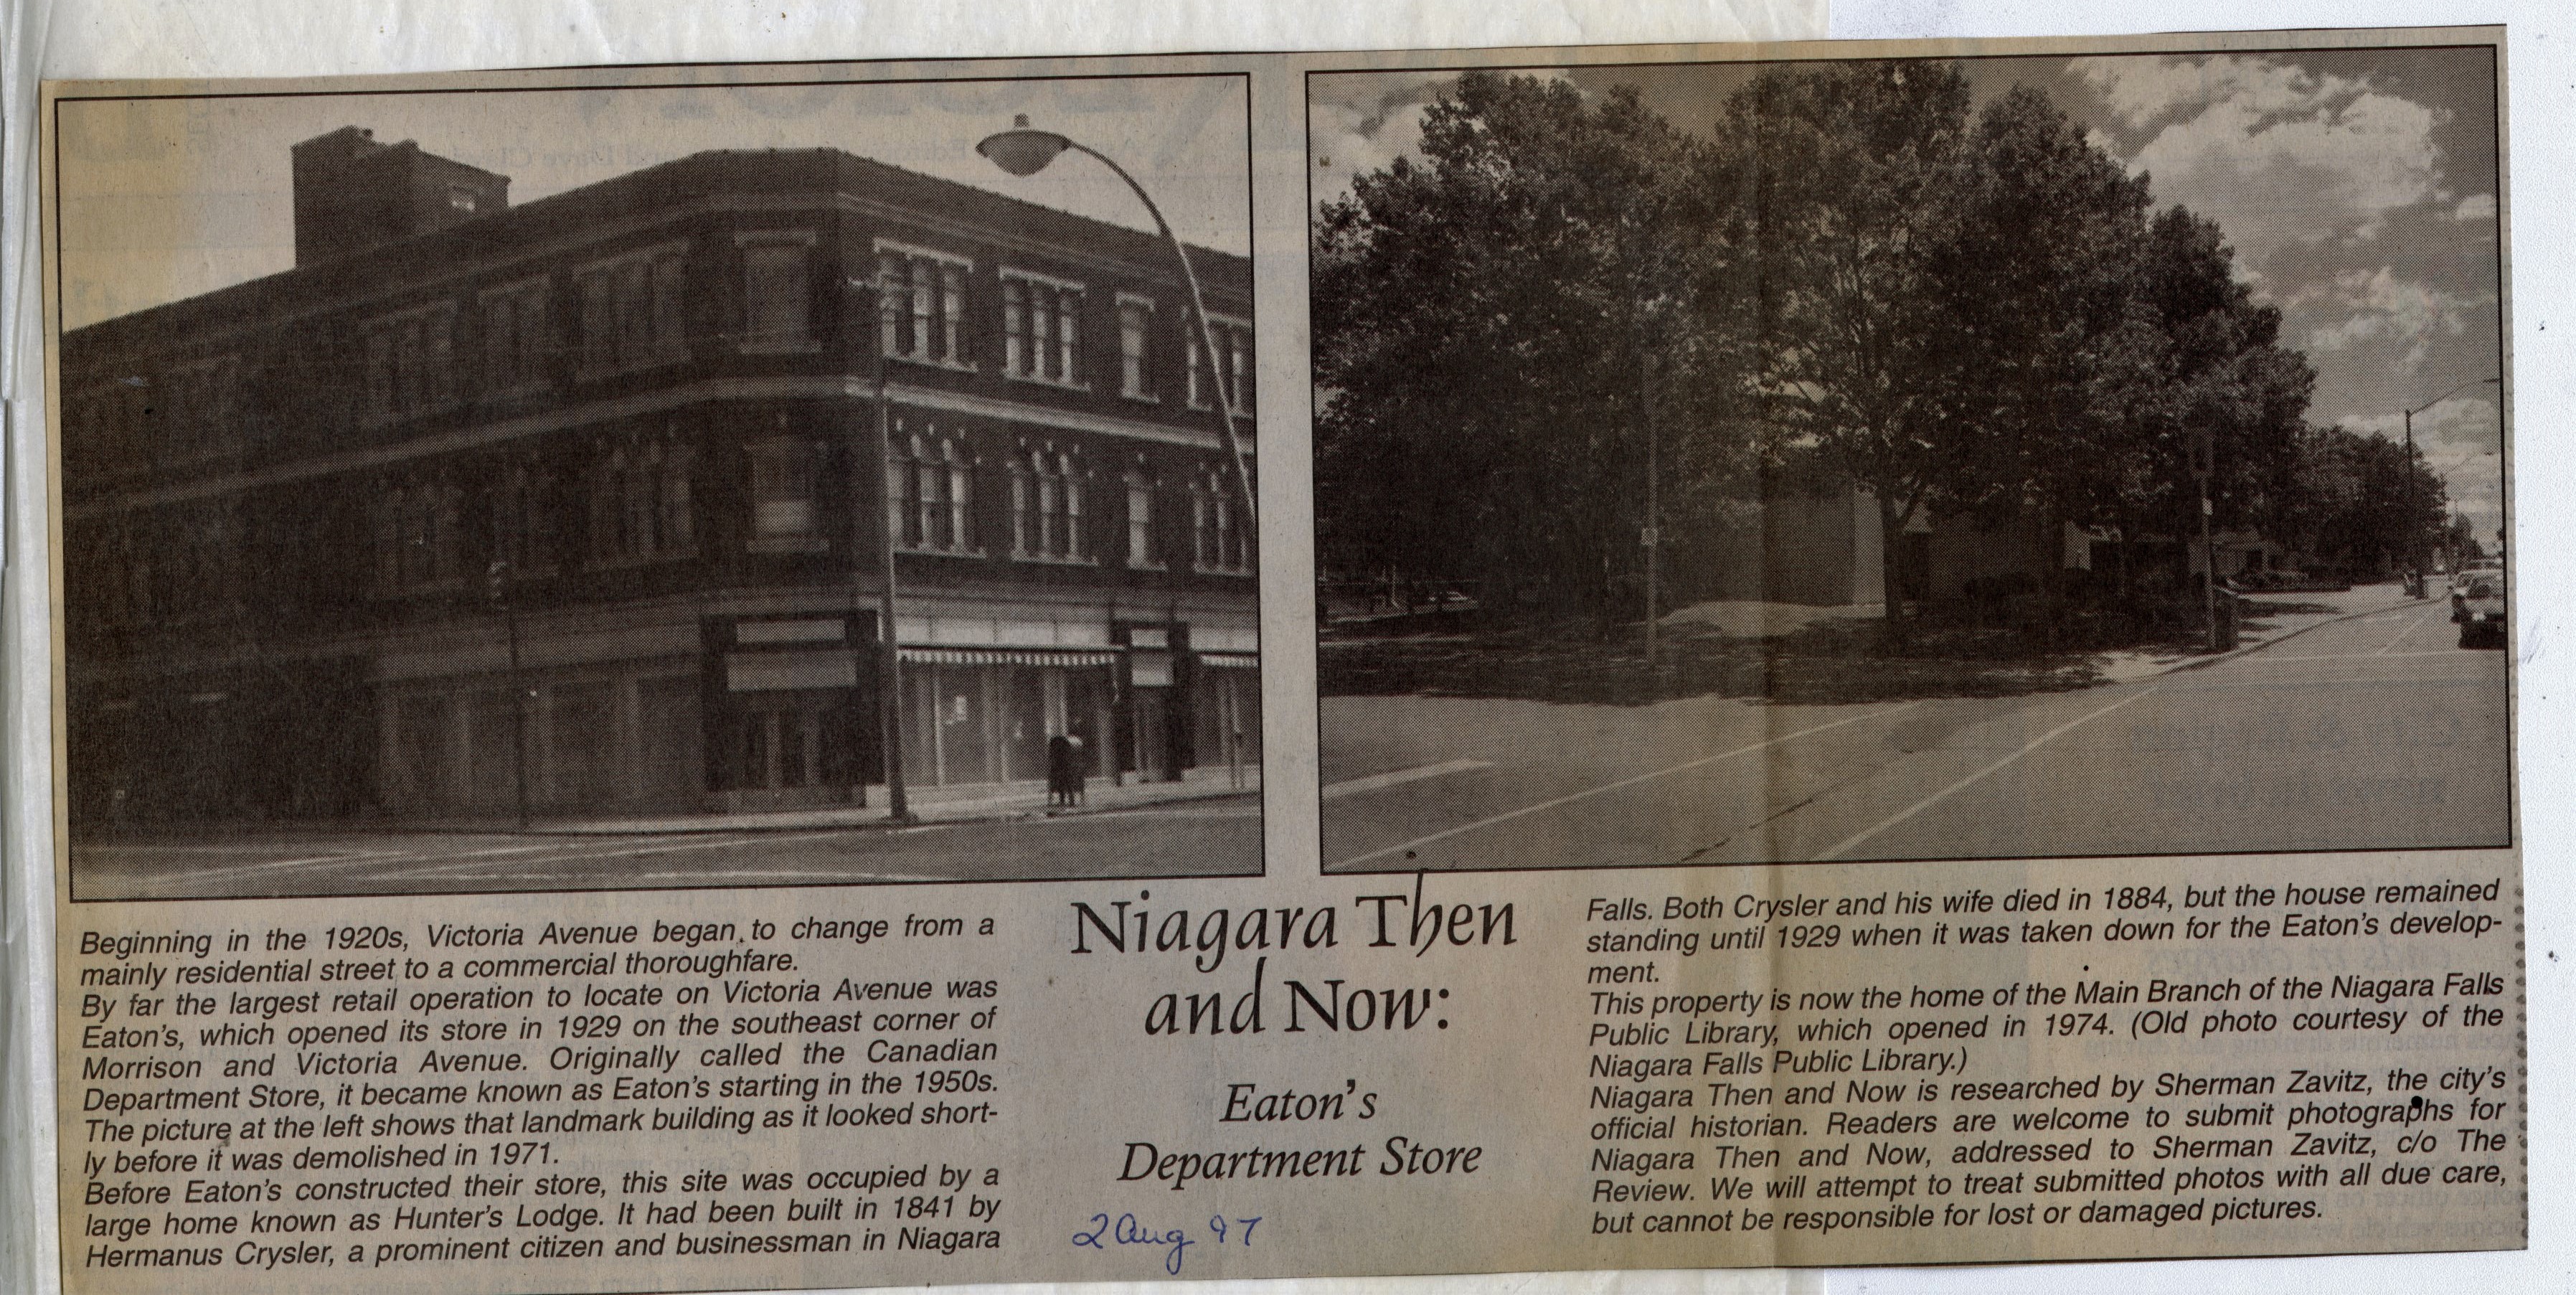 Beginning in the 1920s, Victoria Avenue began to change from a
mainly residential street to a commercial thoroughfare.
By far the largest retail operation to locate on Victoria Avenue was
Eaton's, which opened its store in 1929 on the southeast corner of
Morrison and Victoria Avenue. Originally called the Canadian
Department Store, it became known as Eaton's starting in the 1950s.
The picture at the left shows that landmark building as it looked short-
ly before it was demolished in 1971.
Before Eaton's constructed their store, this site was occupied by a
large home known as Hunter's Lodge. It had been built in 1841 by
Hermanus Crysler, a prominent citizen and businessman in Niagara
Niagara Then
and Now:
Eaton's
Department Store
2 Aug 97
Falls. Both Crysler and his wife died in 1884, but the house remained
standing until 1929 when it was taken down for the Eaton's develop-
ment.
This property is now the home of the Main Branch of the Niagara Falls
Public Library, which opened in 1974. (Old photo courtesy of the
Niagara Falls Public Library.)
Niagara Then and Now is researched by Sherman Zavitz, the city's
official historian. Readers are welcome to submit photographs for
Niagara Then and Now, addressed to Sherman Zavitz, c/o The
Review. We will attempt to treat submitted photos with all due care,
but cannot be responsible for lost or damaged pictures.